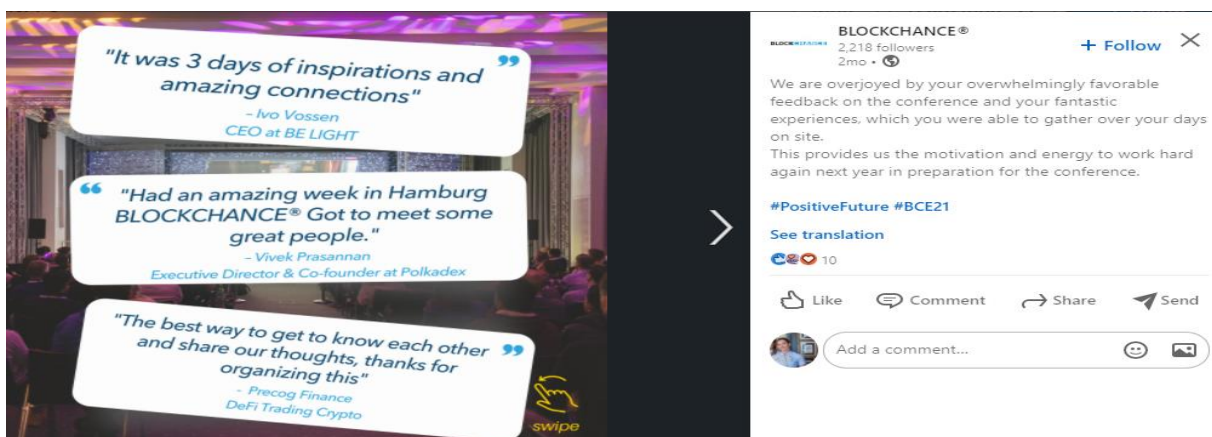 "It was 3 days of inspirations and
amazing connections"
– Ivo Vossen
CEO at BE LIGHT
"Had an amazing week in Hamburg
BLOCKCHANCE® Got to meet some
great people."
– Vivek Prasannan
Executive Director & Co-founder at Polkadex
"The best way to get to know each other
and share our thoughts, thanks for
organizing this"
- Precog Finance
DeFi Trading Crypto
swipe
BLOCKCHANCE
BLOCKCHANCE®
2,218 followers
2mo •
+ Follow
We are overjoyed by your overwhelmingly favorable
feedback on the conference and your fantastic
experiences, which you were able to gather over your days
on site.
This provides us the motivation and energy to work hard
again next year in preparation for the conference.
#PositiveFuture #BCE21
See translation
10
Like Comment Share Send
Add a comment...